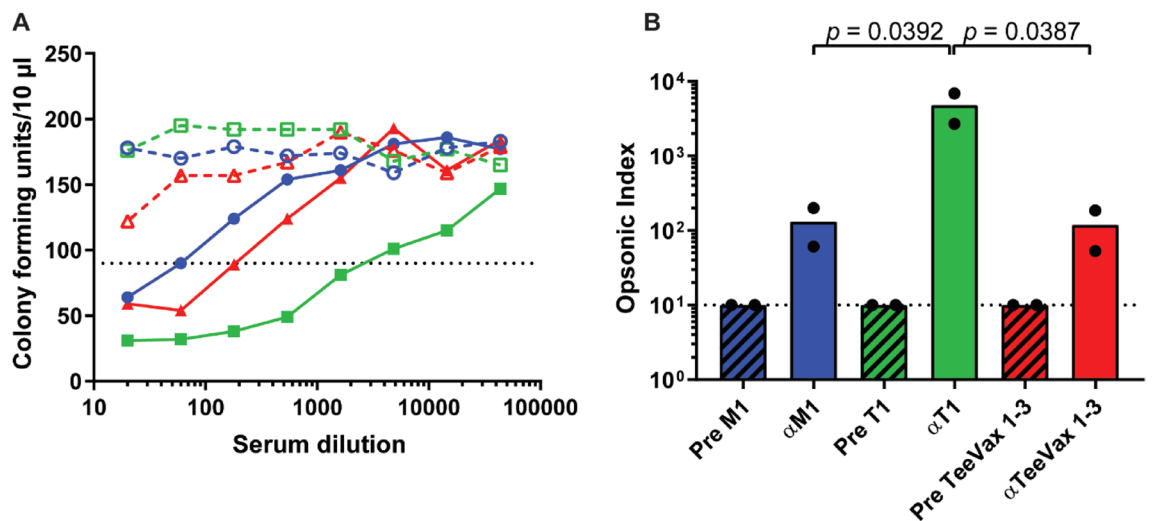 A
Colony forming units/10 µl
250
200
150
100
50
0
10 100 1000 10000 100000
Serum dilution
B
p = 0.0392 p = 0.0387
Opsonic Index
10⁴
10³
10²
10¹
10⁰
Pre M1
αM1
Pre T1
αT1
Pre TeeVax 1-3
αTeeVax 1-3